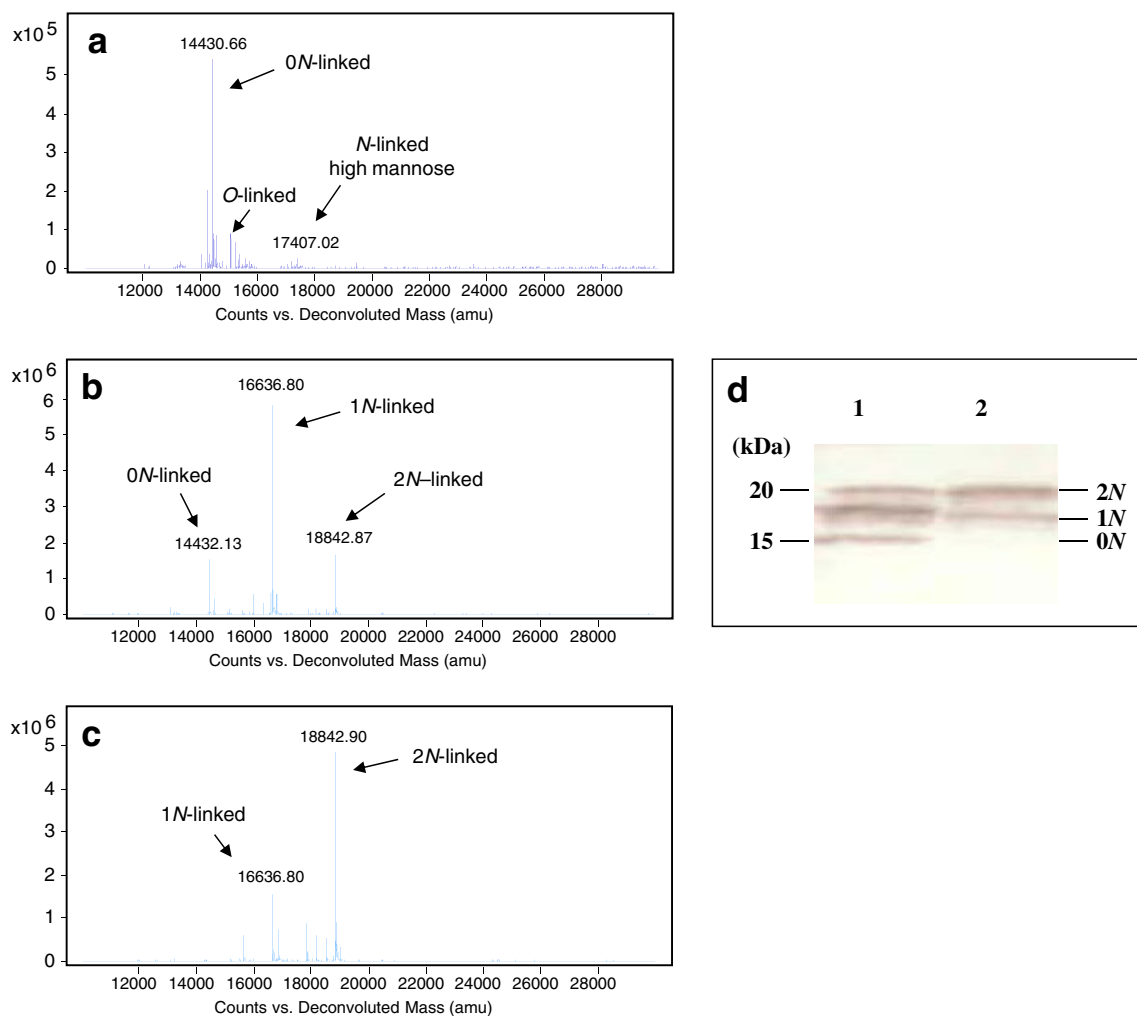 a
x10 5
14430.66
0N-linked
5
4
N-linked
high mannose
3
2
O-linked
17407.02
1
0
12000 14000 16000 18000 20000 22000 24000 26000 28000
Counts vs. Deconvoluted Mass (amu)
b
x10 6
16636.80
6
1N-linked
5
4
0N-linked
2N–linked
3
14432.13
18842.87
2
1
0
12000 14000 16000 18000 20000 22000 24000 26000 28000
Counts vs. Deconvoluted Mass (amu)
c
x10 6
18842.90
5
2N-linked
4
1N-linked
3
2
16636.80
1
0
12000 14000 16000 18000 20000 22000 24000 26000 28000
Counts vs. Deconvoluted Mass (amu)
d
1 2
(kDa)
20 2N
1N
15 0N